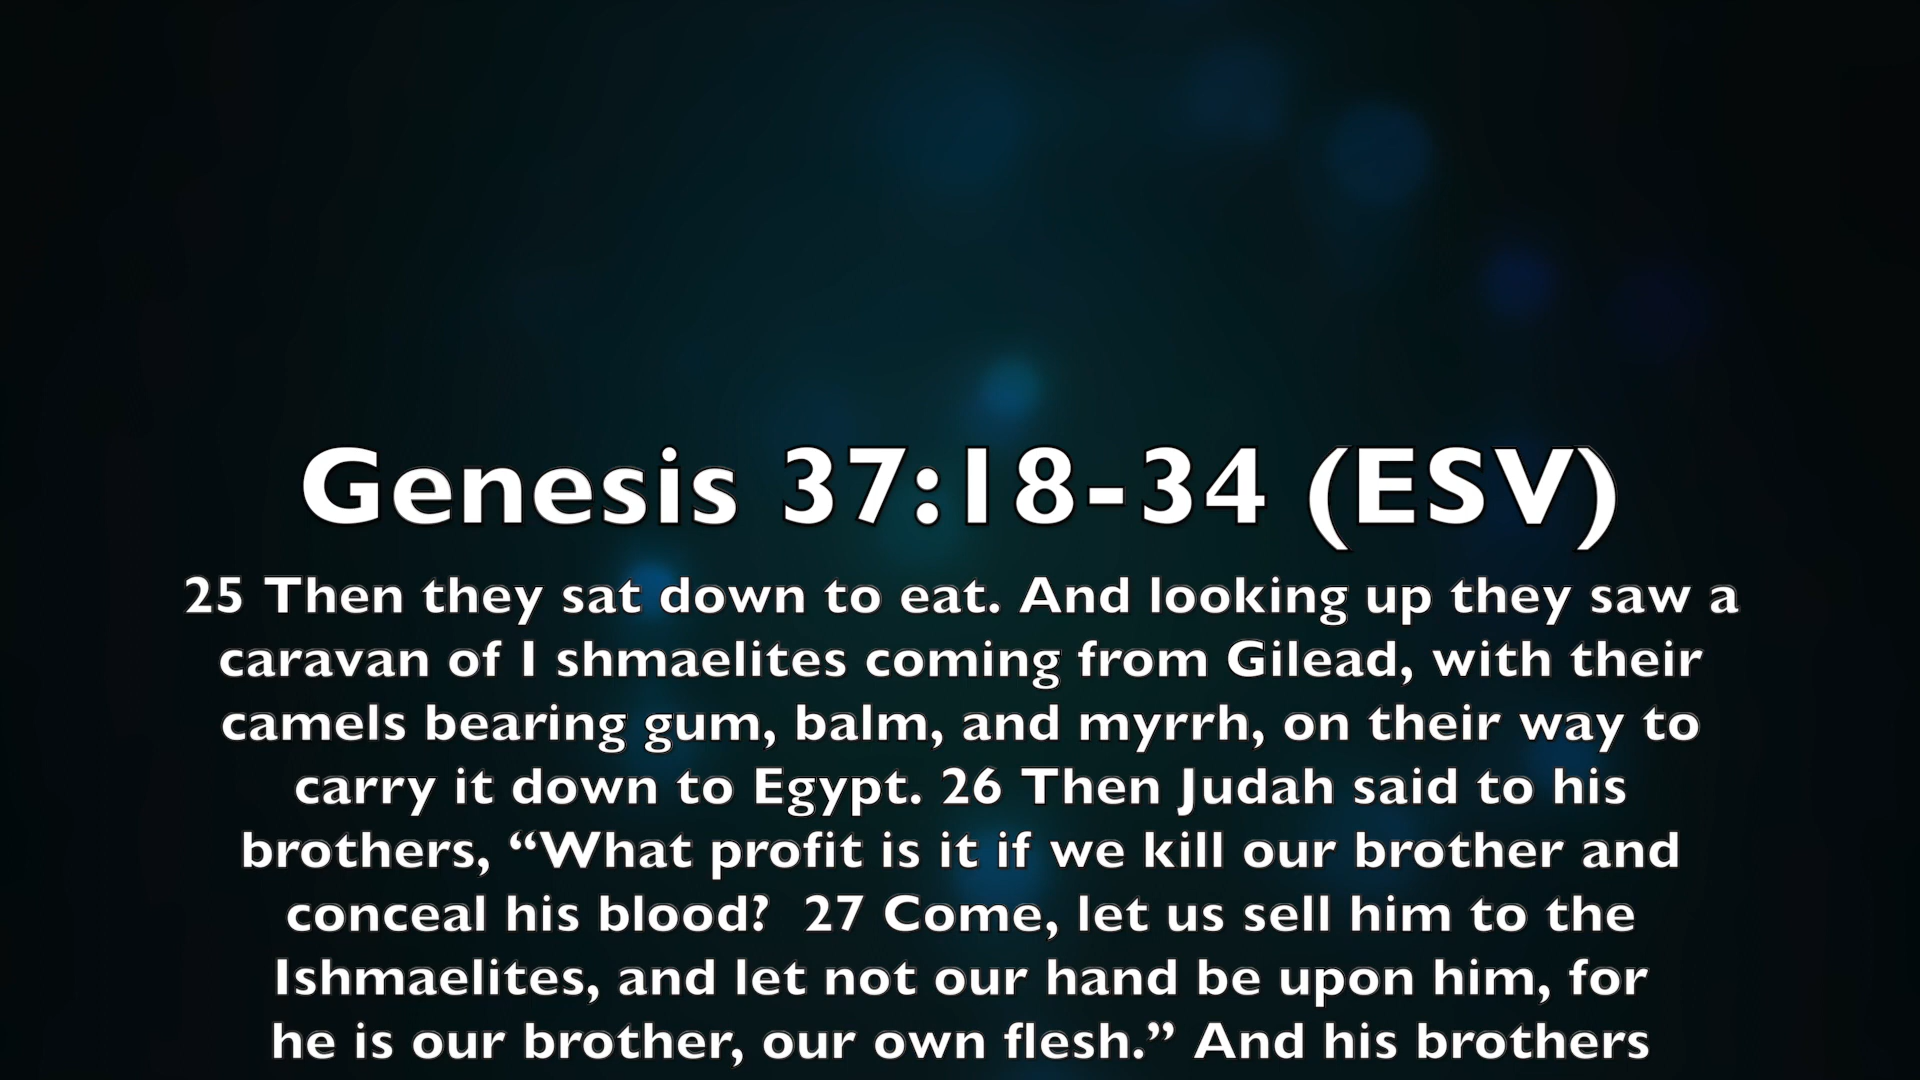 Genesis 37:18-34 (ESV)
25 Then they sat down to eat. And looking up they saw a
caravan of I shmaelites coming from Gilead, with their
camels bearing gum, balm, and myrrh, on their way to
carry it down to Egypt. 26 Then Judah said to his
brothers, “What profit is it if we kill our brother and
conceal his blood?  27 Come, let us sell him to the
Ishmaelites, and let not our hand be upon him, for
he is our brother, our own flesh.” And his brothers